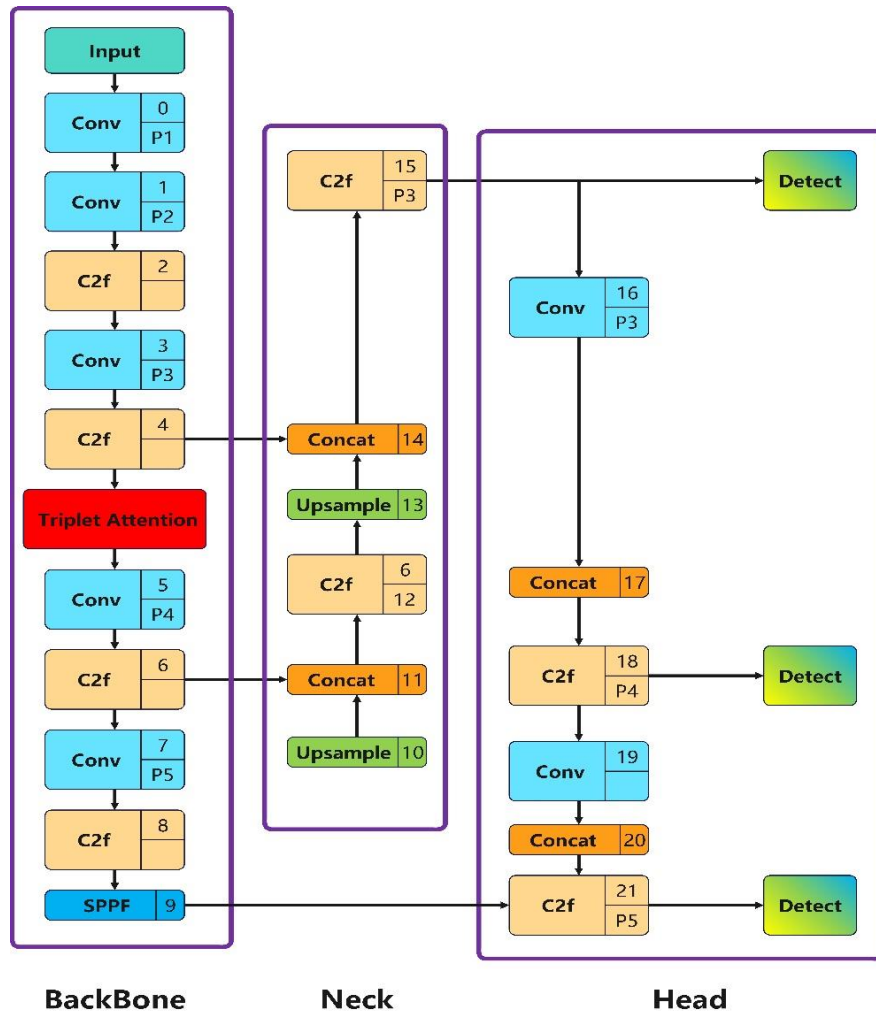 Input
Conv 0 P1
Conv 1 P2
C2f 2
Conv 3 P3
C2f 4
Triplet Attention
Conv 5 P4
C2f 6
Conv 7 P5
C2f 8
SPPF 9
BackBone
C2f 15 P3
Concat 14
Upsample 13
C2f 6 12
Concat 11
Upsample 10
Neck
Detect
Conv 16 P3
Concat 17
C2f 18 P4
Detect
Conv 19
Concat 20
C2f 21 P5
Detect
Head